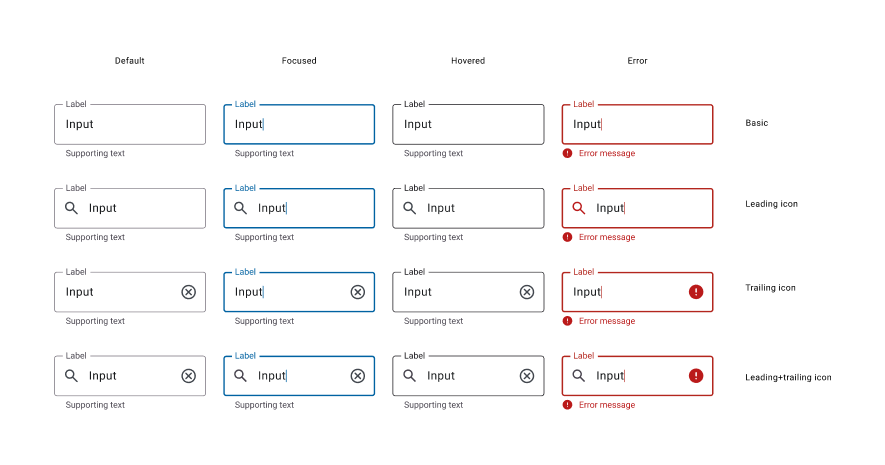 Default Focused Hovered Error
Label Label Label Label
Input Input Input Input Basic
Supporting text Supporting text Supporting text Error message
Label Label Label Label
Input Input Input Input Leading icon
Supporting text Supporting text Supporting text Error message
Label Label Label Label
Input Input Input Input Trailing icon
Supporting text Supporting text Supporting text Error message
Label Label Label Label
Input Input Input Input Leading+trailing icon
Supporting text Supporting text Supporting text Error message